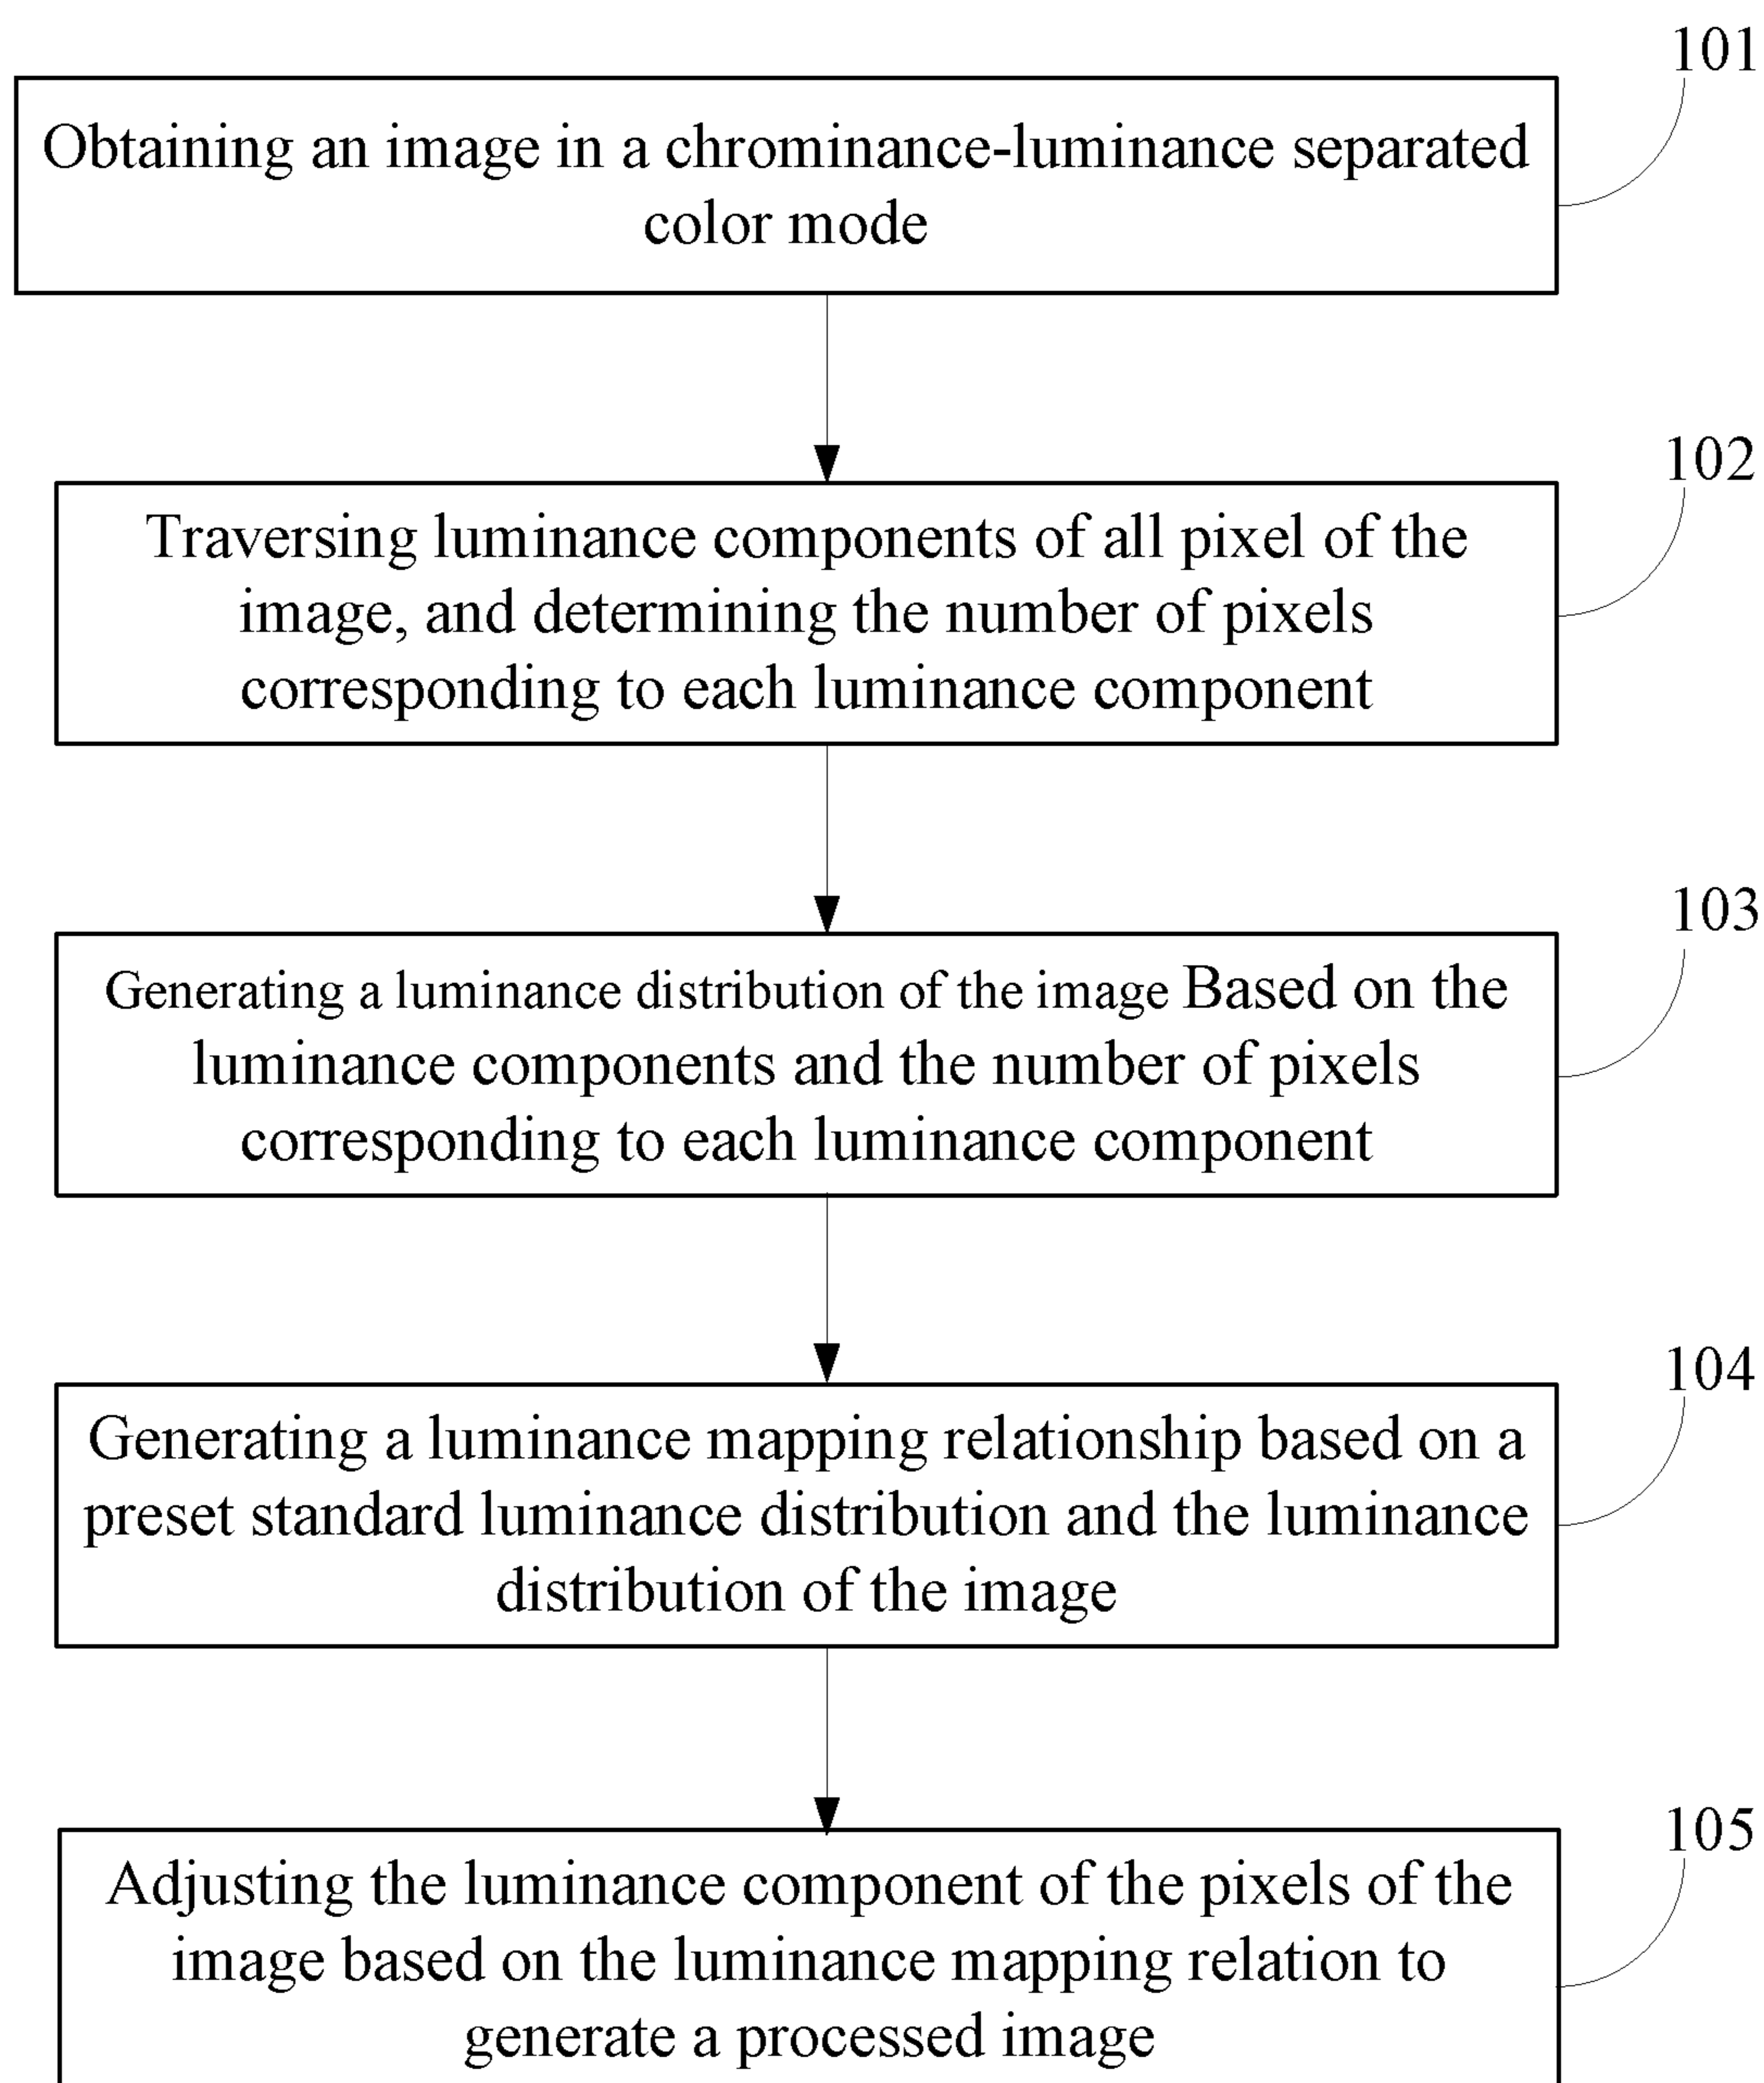 101
Obtaining an image in a chrominance-luminance separated
color mode
102
Traversing luminance components of all pixel of the
image, and determining the number of pixels
corresponding to each luminance component
103
Generating a luminance distribution of the image Based on the
luminance components and the number of pixels
corresponding to each luminance component
104
Generating a luminance mapping relationship based on a
preset standard luminance distribution and the luminance
distribution of the image
105
Adjusting the luminance component of the pixels of the
image based on the luminance mapping relation to
generate a processed image